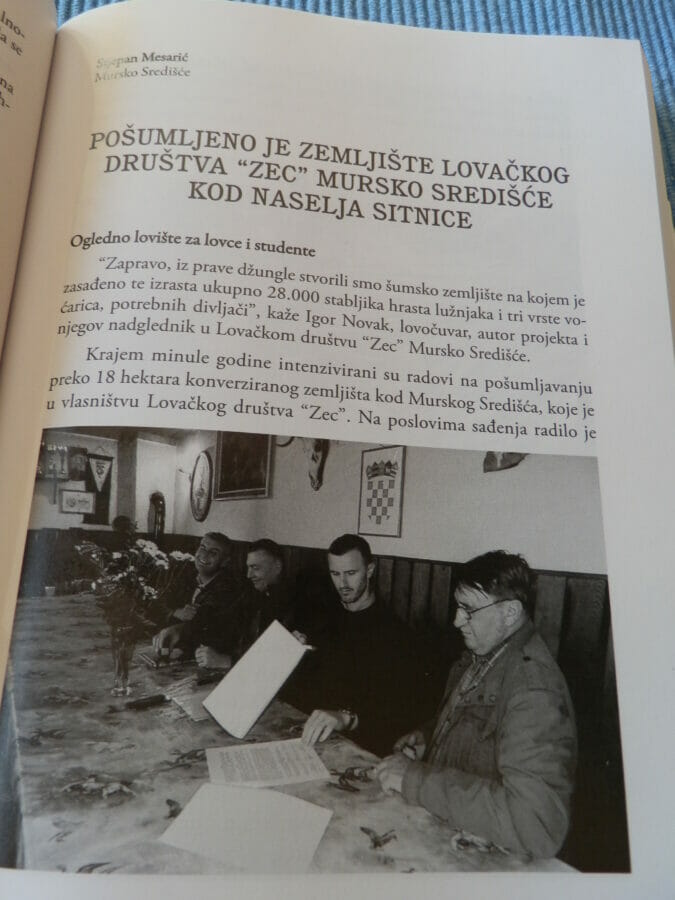 lno-
a se
na
h-
Stjepan Mesarić
Mursko Središće
POŠUMLJENO JE ZEMLJIŠTE LOVAČKOG
DRUŠTVA “ZEC” MURSKO SREDIŠĆE
KOD NASELJA SITNICE
Ogledno lovište za lovce i studente
“Zapravo, iz prave džungle stvorili smo šumsko zemljište na kojem je
zasađeno te izrasta ukupno 28.000 stabljika hrasta lužnjaka i tri vrste vo-
ćarica, potrebnih divljači”, kaže Igor Novak, lovočuvar, autor projekta i
njegov nadglednik u Lovačkom društvu “Zec” Mursko Središće.
Krajem minule godine intenzivirani su radovi na pošumljavanju
preko 18 hektara konverziranog zemljišta kod Murskog Središća, koje je
u vlasništvu Lovačkog društva “Zec”. Na poslovima sađenja radilo je